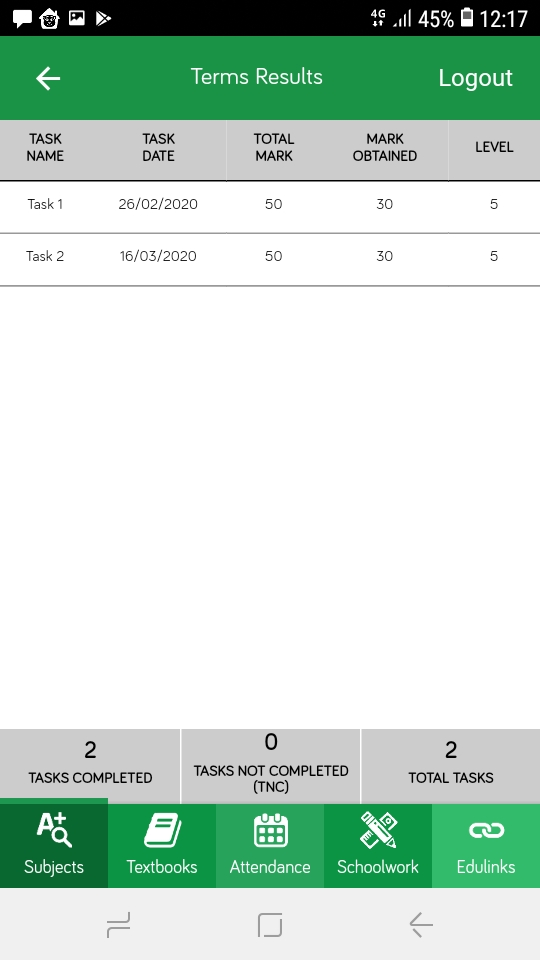 4G 45% 12:17
Terms Results Logout
TASK NAME TASK DATE TOTAL MARK MARK OBTAINED LEVEL
Task 1 26/02/2020 50 30 5
Task 2 16/03/2020 50 30 5
2 0 2
TASKS COMPLETED TASKS NOT COMPLETED (TNC) TOTAL TASKS
A+
Subjects Textbooks Attendance Schoolwork Edulinks